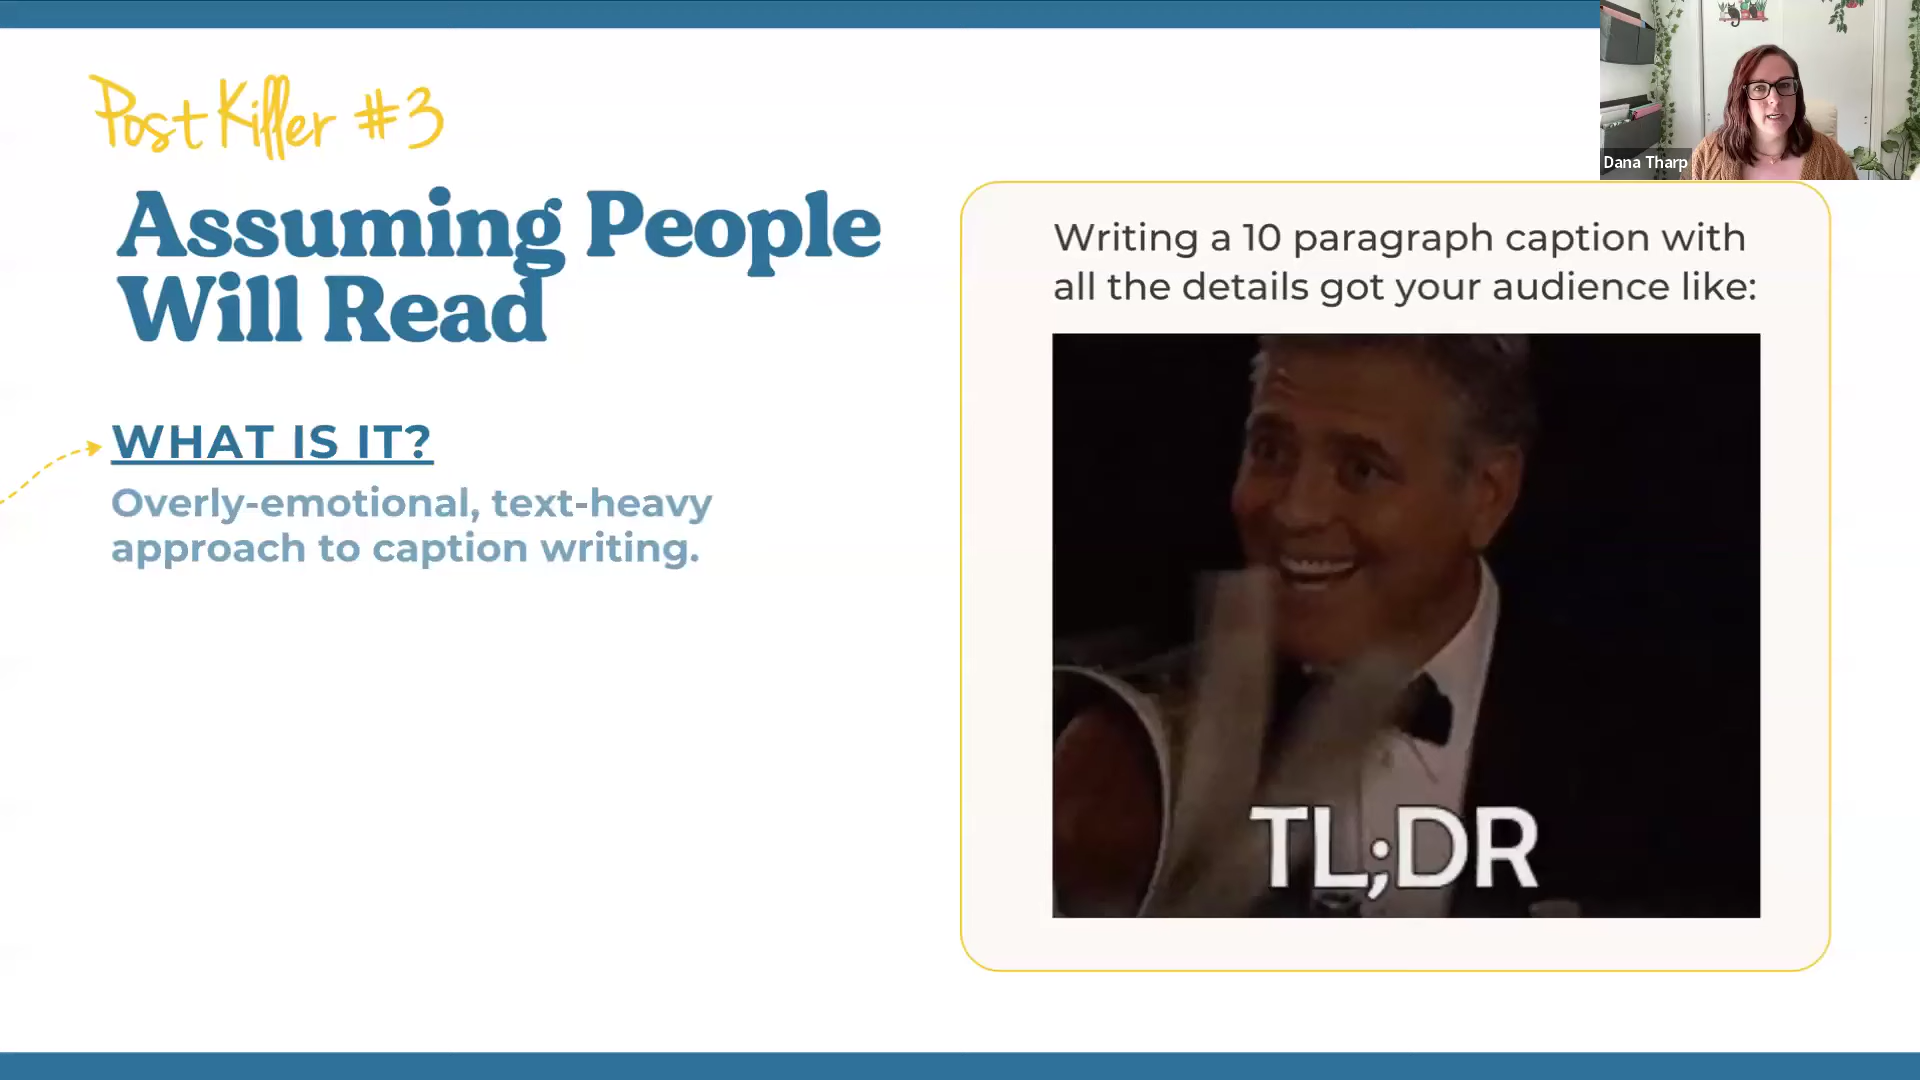 Post Killer #3
Assuming People
Will Read
WHAT IS IT?
Overly-emotional, text-heavy
approach to caption writing.
Dana Tharp
Writing a 10 paragraph caption with
all the details got your audience like:
TL;DR